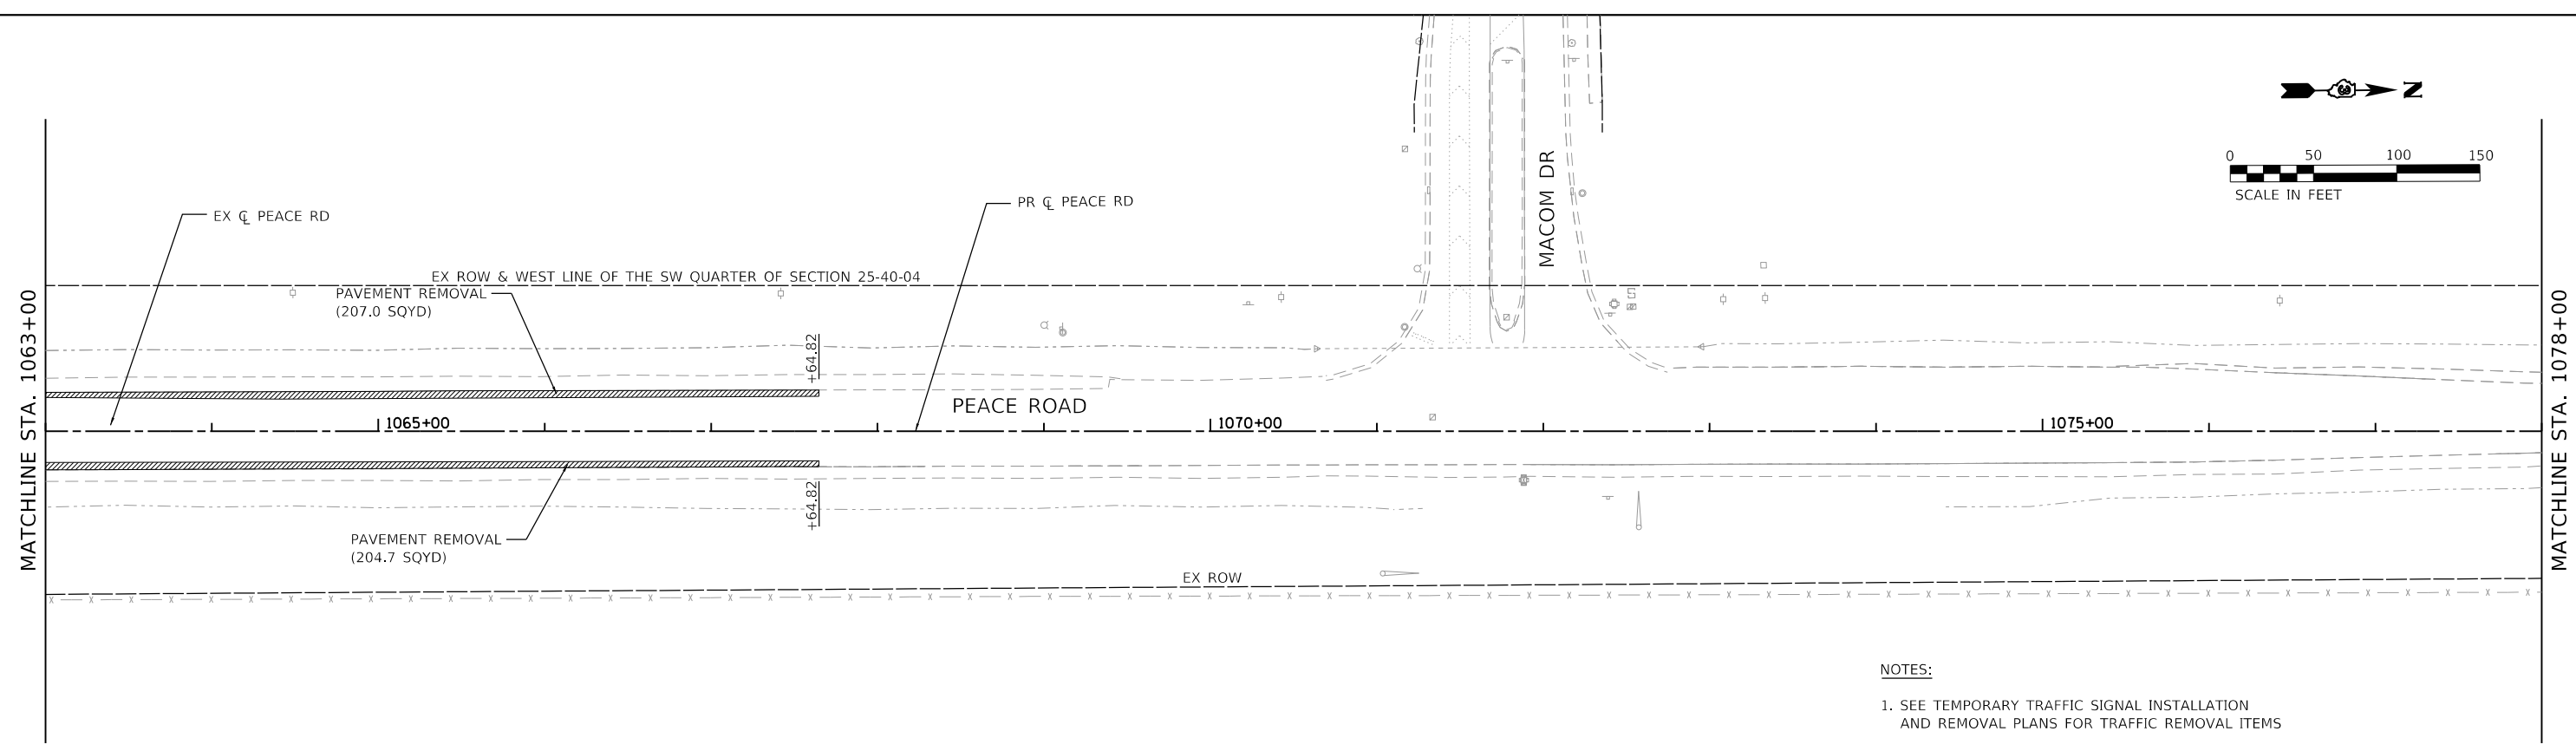 N
0 50 100 150
SCALE IN FEET
MACOM DR
EX ℄ PEACE RD
PR ℄ PEACE RD
EX ROW & WEST LINE OF THE SW QUARTER OF SECTION 25-40-04
PAVEMENT REMOVAL
(207.0 SQYD)
MATCHLINE STA. 1063+00
MATCHLINE STA. 1078+00
+64.82
PEACE ROAD
1065+00
1070+00
1075+00
+64.82
PAVEMENT REMOVAL
(204.7 SQYD)
EX ROW
NOTES:
1. SEE TEMPORARY TRAFFIC SIGNAL INSTALLATION
AND REMOVAL PLANS FOR TRAFFIC REMOVAL ITEMS